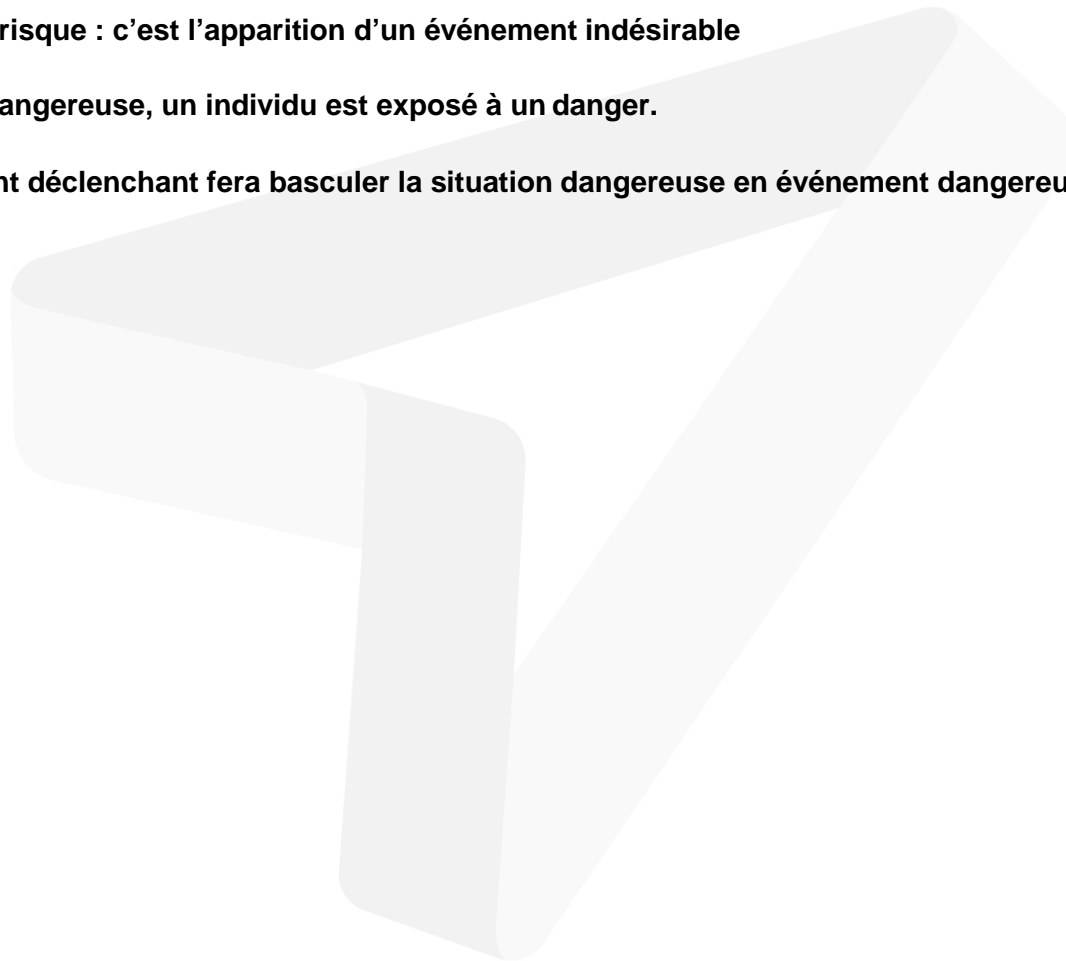 risque : c’est l’apparition d’un événement indésirable
angereuse, un individu est exposé à un danger.
nt déclenchant fera basculer la situation dangereuse en événement dangereu